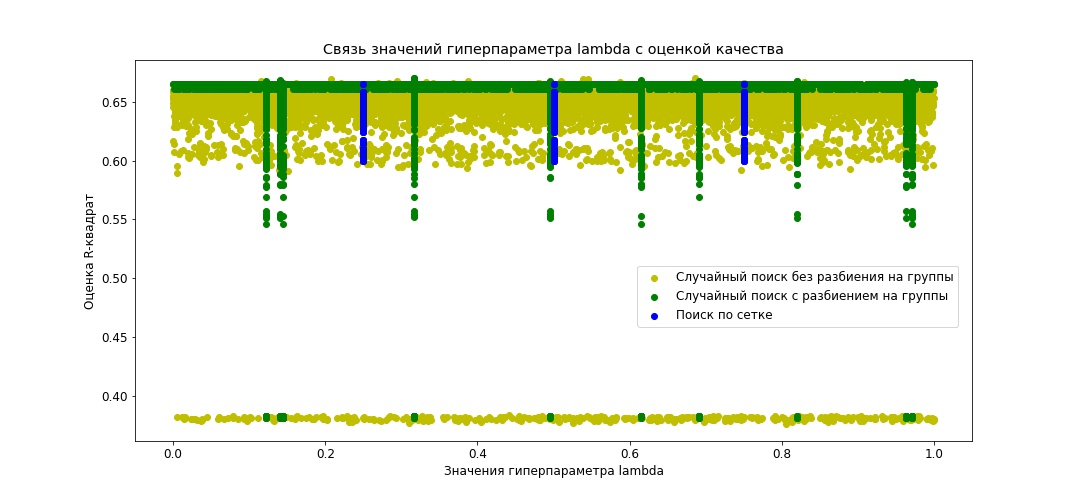 Связь значений гиперпараметра lambda с оценкой качества
Оценка R-квадрат
0.65
0.60
0.55
0.50
0.45
0.40
Случайный поиск без разбиения на группы
Случайный поиск с разбиением на группы
Поиск по сетке
0.0 0.2 0.4 0.6 0.8 1.0
Значения гиперпараметра lambda